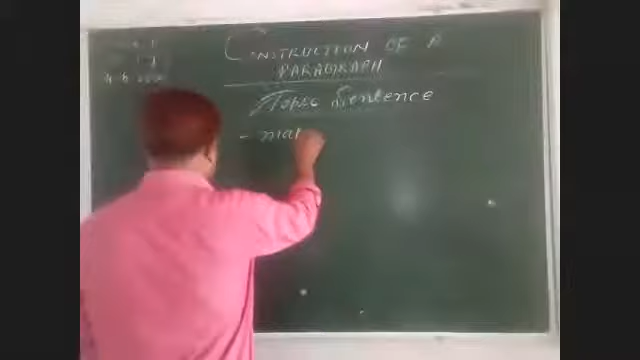 CONSTRUCTION OF A
PARAGRAPH
Topic Sentence
- mai